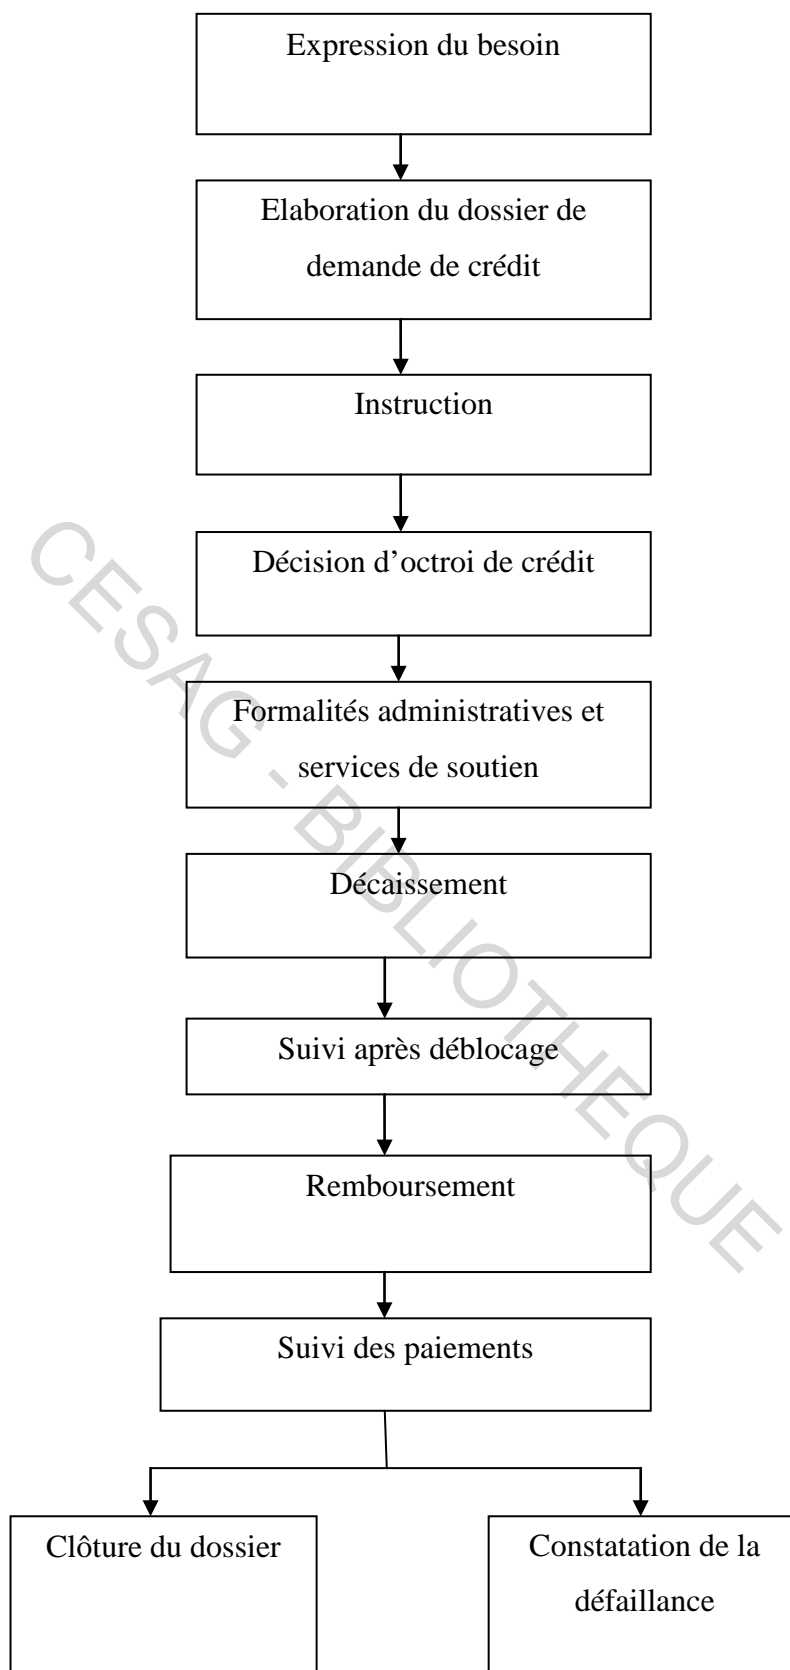 Expression du besoin
Elaboration du dossier de
demande de crédit
Instruction
Décision d’octroi de crédit
Formalités administratives et
services de soutien
Décaissement
Suivi après déblocage
Remboursement
Suivi des paiements
Clôture du dossier
Constatation de la
défaillance
CESAG - BIBLIOTHEQUE